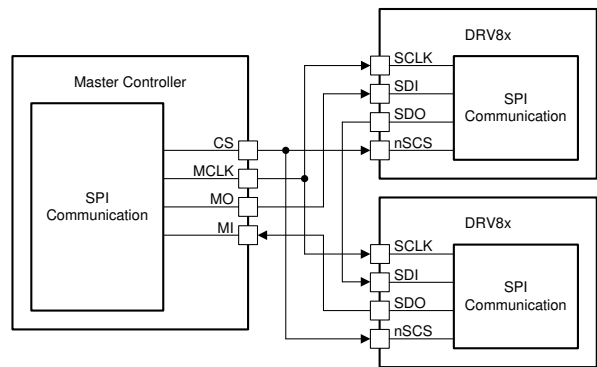 Master Controller
SPI
Communication
CS
MCLK
MO
MI
DRV8x
SCLK
SDI
SDO
nSCS
SPI
Communication
DRV8x
SCLK
SDI
SDO
nSCS
SPI
Communication